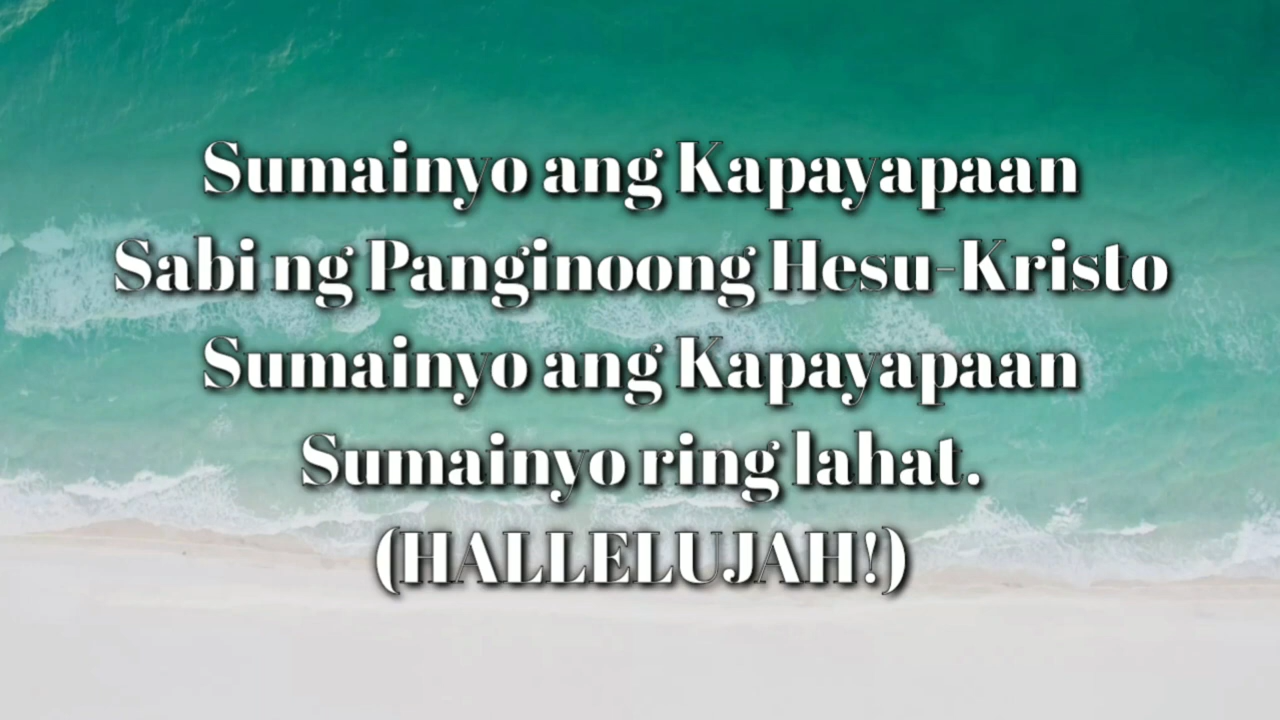 Sumainyo ang Kapayapaan
Sabi ng Panginoong Hesu-Kristo
Sumainyo ang Kapayapaan
Sumainyo ring lahat.
(HALLELUJAH!)